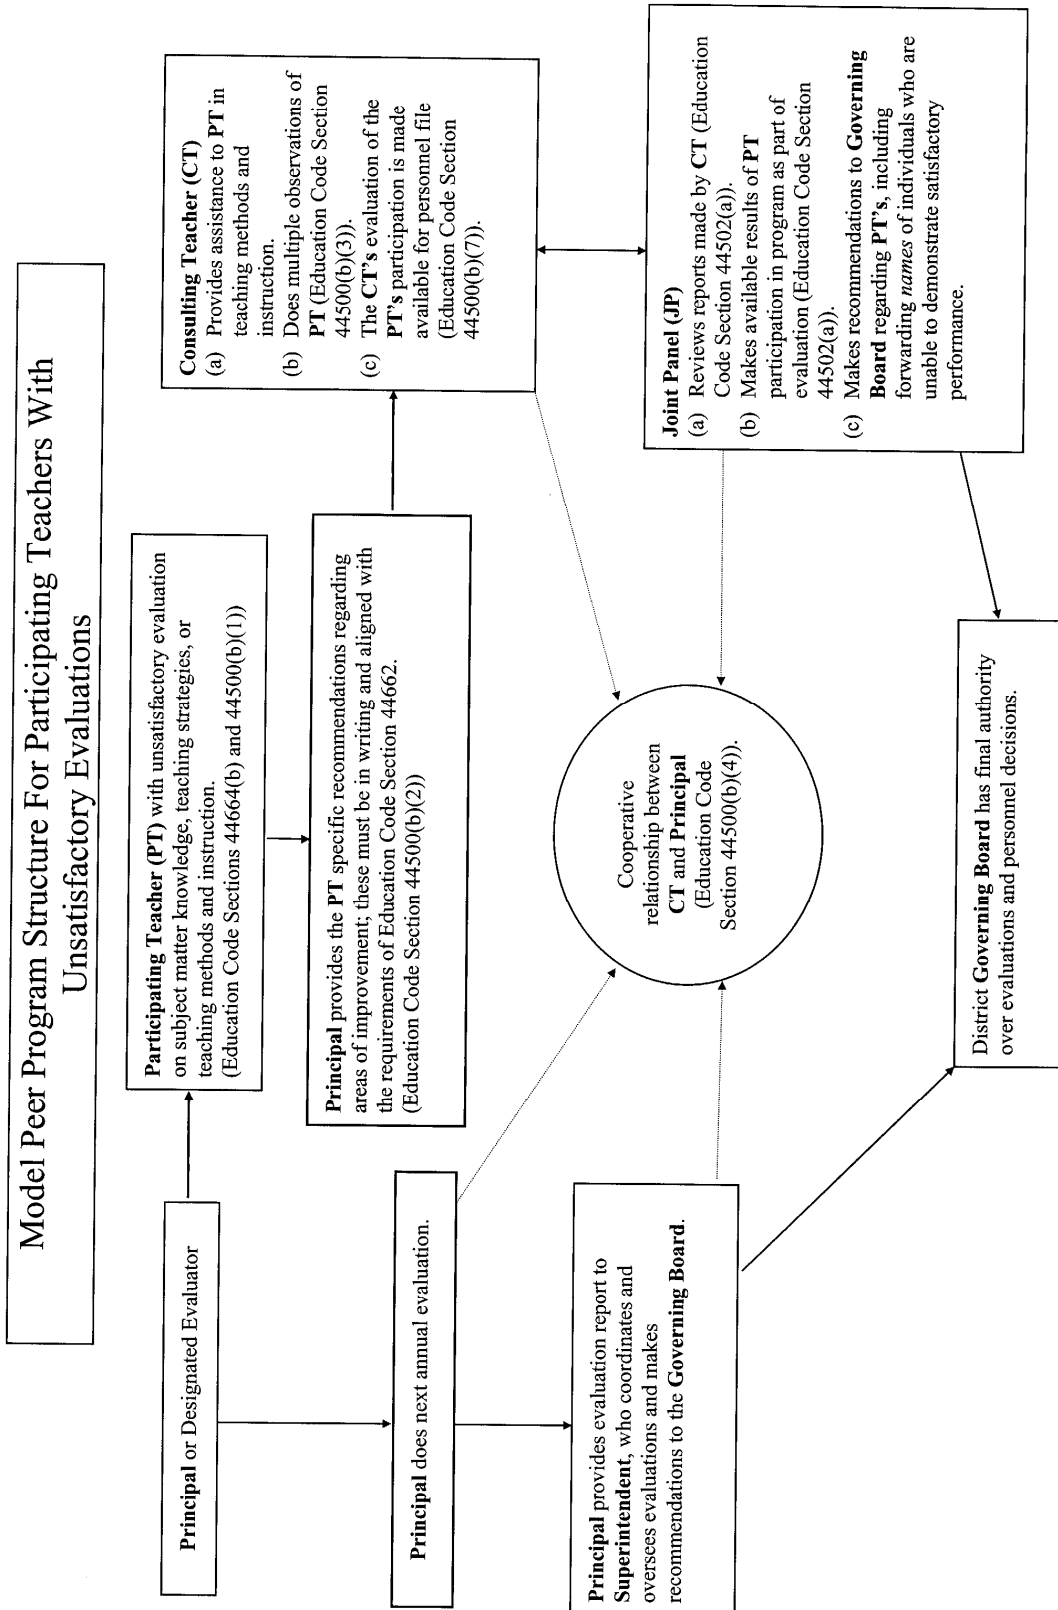 Model Peer Program Structure For Participating Teachers With
Unsatisfactory Evaluations
Principal or Designated Evaluator
Participating Teacher (PT) with unsatisfactory evaluation
on subject matter knowledge, teaching strategies, or
teaching methods and instruction.
(Education Code Sections 44664(b) and 44500(b)(1))
Consulting Teacher (CT)
(a) Provides assistance to PT in
teaching methods and
instruction.
(b) Does multiple observations of
PT (Education Code Section
44500(b)(3)).
(c) The CT's evaluation of the
PT's participation is made
available for personnel file
(Education Code Section
44500(b)(7)).
Principal provides the PT specific recommendations regarding
areas of improvement; these must be in writing and aligned with
the requirements of Education Code Section 44662.
(Education Code Section 44500(b)(2))
Principal does next annual evaluation.
Principal provides evaluation report to
Superintendent, who coordinates and
oversees evaluations and makes
recommendations to the Governing Board.
Cooperative
relationship between
CT and Principal
(Education Code
Section 44500(b)(4)).
Joint Panel (JP)
(a) Reviews reports made by CT (Education
Code Section 44502(a)).
(b) Makes available results of PT
participation in program as part of
evaluation (Education Code Section
44502(a)).
(c) Makes recommendations to Governing
Board regarding PT's, including
forwarding names of individuals who are
unable to demonstrate satisfactory
performance.
District Governing Board has final authority
over evaluations and personnel decisions.